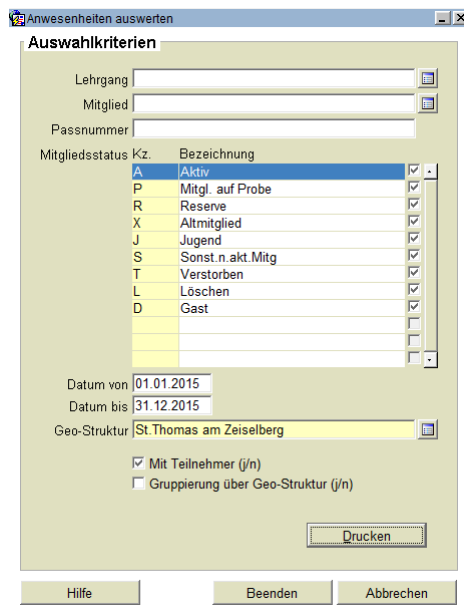 Anwesenheiten auswerten
Auswahlkriterien
Lehrgang
Mitglied
Passnummer
Mitgliedsstatus Kz. Bezeichnung
A Aktiv
P Mitgl. auf Probe
R Reserve
X Altmitglied
J Jugend
S Sonst.n.akt.Mitg
T Verstorben
L Löschen
D Gast
Datum von 01.01.2015
Datum bis 31.12.2015
Geo-Struktur St.Thomas am Zeiselberg
Mit Teilnehmer (j/n)
Gruppierung über Geo-Struktur (j/n)
Drucken
Hilfe Beenden Abbrechen